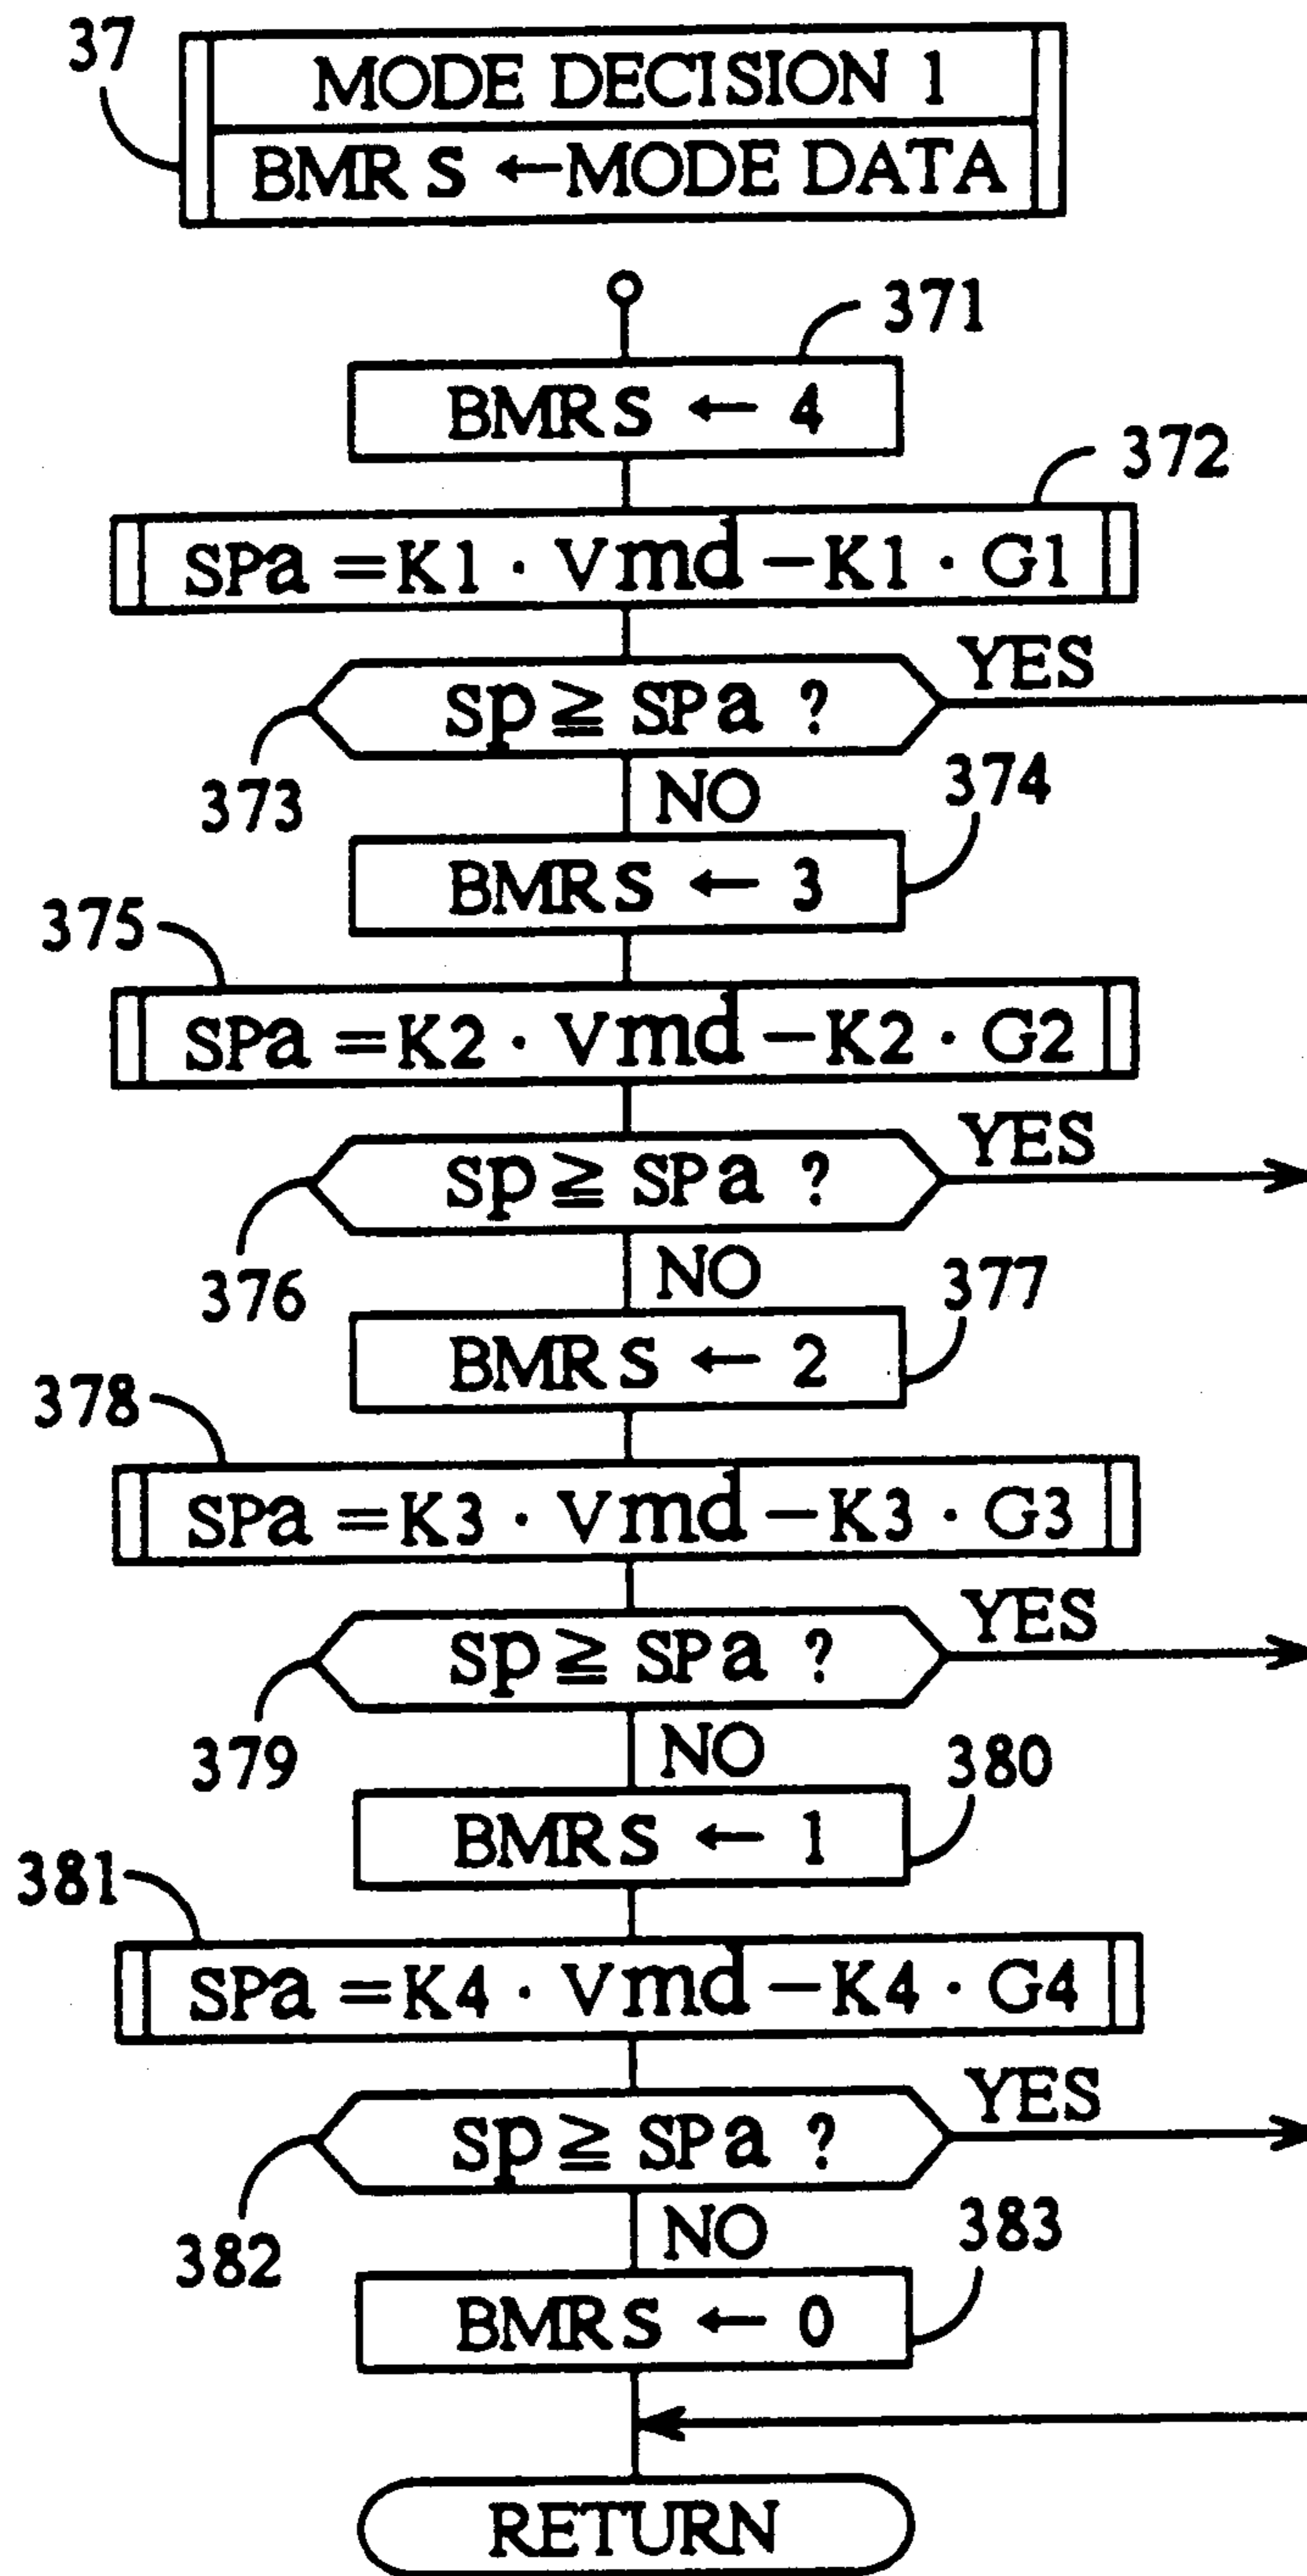 37
MODE DECISION 1
BMRS ←MODE DATA
371
BMRS ← 4
372
SPa =K1 · Vmd −K1 · G1
Sp ≧ SPa ?
YES
373
NO
374
BMRS ← 3
375
SPa =K2 · Vmd −K2 · G2
Sp ≧ SPa ?
YES
376
NO
377
BMRS ← 2
378
SPa =K3 · Vmd −K3 · G3
Sp ≧ SPa ?
YES
379
NO
380
BMRS ← 1
381
SPa =K4 · Vmd −K4 · G4
Sp ≧ SPa ?
YES
382
NO
383
BMRS ← 0
RETURN